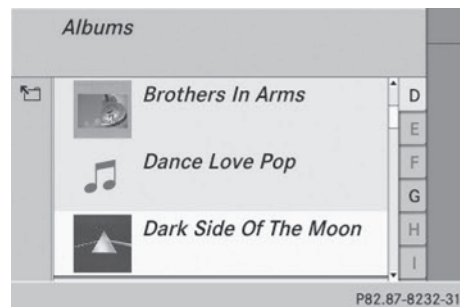 Albums
Brothers In Arms
Dance Love Pop
Dark Side Of The Moon
D
E
F
G
H
I
P82.87-8232-31